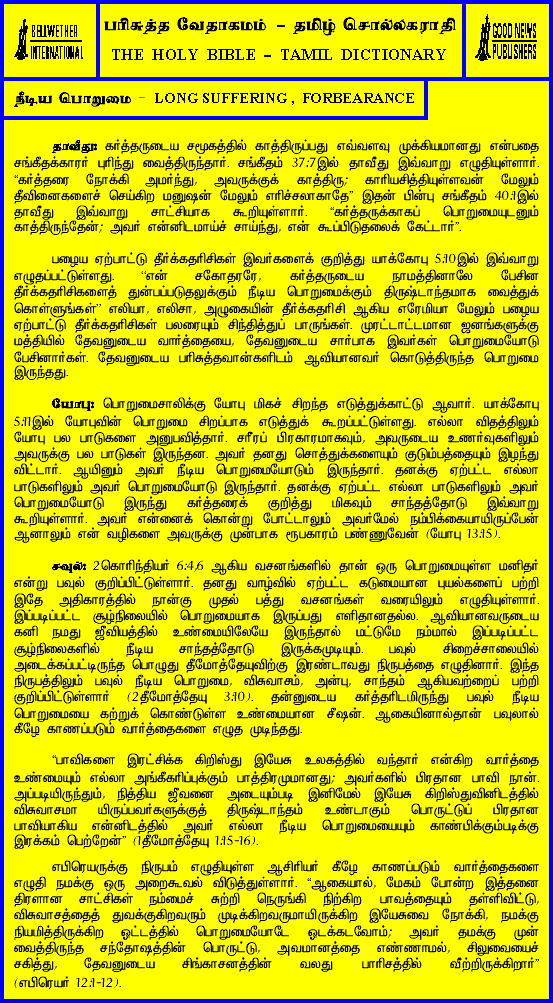 BELLWETHER
INTERNATIONAL
பரிசுத்த வேதாகமம் – தமிழ் சொல்லகராதி
THE HOLY BIBLE – TAMIL DICTIONARY
GOOD NEWS
PUBLISHERS
நீடிய பொறுமை – LONG SUFFERING , FORBEARANCE
தாவீது: கர்த்தருடைய சமூகத்தில் காத்திருப்பது எவ்வளவு முக்கியமானது என்பதை
சங்கீதக்காரர் புரிந்து வைத்திருந்தார். சங்கீதம் 37:7இல் தாவீது இவ்வாறு எழுதியுள்ளார்.
“கர்த்தரை நோக்கி அமர்ந்து, அவருக்குக் காத்திரு; காரியசித்தியுள்ளவன் மேலும்
தீவினைகளைச் செய்கிற மனுஷன் மேலும் எரிச்சலாகாதே” இதன் பின்பு சங்கீதம் 40:1இல்
தாவீது இவ்வாறு சாட்சியாக கூறியுள்ளார். “கர்த்தருக்காகப் பொறுமையுடனும்
காத்திருந்தேன்; அவர் என்னிடமாய்ச் சாய்ந்து, என் கூப்பிடுதலைக் கேட்டார்”.
பழைய ஏற்பாட்டு தீர்க்கதரிசிகள் இவர்களைக் குறித்து யாக்கோபு 5:10இல் இவ்வாறு
எழுதப்பட்டுள்ளது. “என் சகோதரரே, கர்த்தருடைய நாமத்தினாலே பேசின
தீர்க்கதரிசிகளைத் துன்பப்படுதலுக்கும் நீடிய பொறுமைக்கும் திருஷ்டாந்தமாக வைத்துக்
கொள்ளுங்கள்” எலியா, எலிசா, அழுகையின் தீர்க்கதரிசி ஆகிய எரேமியா மேலும் பழைய
ஏற்பாட்டு தீர்க்கதரிசிகள் பலரையும் சிந்தித்துப் பாருங்கள். முரட்டாட்டமான ஜனங்களுக்கு
மத்தியில் தேவனுடைய வார்த்தையை, தேவனுடைய சார்பாக இவர்கள் பொறுமையோடு
பேசினார்கள். தேவனுடைய பரிசுத்தவான்களிடம் ஆவியானவர் கொடுத்திருந்த பொறுமை
இருந்தது.
யோபு: பொறுமைசாலிக்கு யோபு மிகச் சிறந்த எடுத்துக்காட்டு ஆவார். யாக்கோபு
5:11இல் யோபுவின் பொறுமை சிறப்பாக எடுத்துக் கூறப்பட்டுள்ளது. எல்லா விதத்திலும்
யோபு பல பாடுகளை அனுபவித்தார். சரீரப் பிரகாரமாகவும், அவருடைய உணர்வுகளிலும்
அவருக்கு பல பாடுகள் இருந்தன. அவர் தனது சொத்துக்களையும் குடும்பத்தையும் இழந்து
விட்டார். ஆயினும் அவர் நீடிய பொறுமையோடும் இருந்தார். தனக்கு ஏற்பட்ட எல்லா
பாடுகளிலும் அவர் பொறுமையோடு இருந்தார். தனக்கு ஏற்பட்ட எல்லா பாடுகளிலும் அவர்
பொறுமையோடு இருந்து கர்த்தரைக் குறித்து மிகவும் சாந்தத்தோடு இவ்வாறு
கூறியுள்ளார். அவர் என்னைக் கொன்று போட்டாலும் அவர்மேல் நம்பிக்கையாயிருப்பேன்
ஆனாலும் என் வழிகளை அவருக்கு முன்பாக ரூபகாரம் பண்ணுவேன் (யோபு 13:15).
சவுல்: 2கொரிந்தியர் 6:4,6 ஆகிய வசனங்களில் தான் ஒரு பொறுமையுள்ள மனிதர்
என்று பவுல் குறிப்பிட்டுள்ளார். தனது வாழ்வில் ஏற்பட்ட கடுமையான புயல்களைப் பற்றி
இதே அதிகாரத்தில் நான்கு முதல் பத்து வசனங்கள் வரையிலும் எழுதியுள்ளார்.
இப்படிப்பட்ட சூழ்நிலையில் பொறுமையாக இருப்பது எளிதானதல்ல. ஆவியானவருடைய
கனி நமது ஜீவியத்தில் உண்மையிலேயே இருந்தால் மட்டுமே நம்மால் இப்படிப்பட்ட
சூழ்நிலைகளில் நீடிய சாந்தத்தோடு இருக்கமுடியும். பவுல் சிறைச்சாலையில்
அடைக்கப்பட்டிருந்த பொழுது தீமோத்தேயுவிற்கு இரண்டாவது நிருபத்தை எழுதினார். இந்த
நிருபத்திலும் பவுல் நீடிய பொறுமை, விசுவாசம், அன்பு, சாந்தம் ஆகியவற்றைப் பற்றி
குறிப்பிட்டுள்ளார் (2தீமோத்தேயு 3:10). தன்னுடைய கர்த்தரிடமிருந்து பவுல் நீடிய
பொறுமையை கற்றுக் கொண்டுள்ள உண்மையான சீஷன். ஆகையினால்தான் பவுலால்
கீழே காணப்படும் வார்த்தைகளை எழுத முடிந்தது.
“பாவிகளை இரட்சிக்க கிறிஸ்து இயேசு உலகத்தில் வந்தார் என்கிற வார்த்தை
உண்மையும் எல்லா அங்கீகரிப்புக்கும் பாத்திரமுமானது; அவர்களில் பிரதான பாவி நான்.
அப்படியிருந்தும், நித்திய ஜீவனை அடையும்படி இனிமேல் இயேசு கிறிஸ்துவினிடத்தில்
விசுவாசமா யிருப்பவர்களுக்குத் திருஷ்டாந்தம் உண்டாகும் பொருட்டுப் பிரதான
பாவியாகிய என்னிடத்தில் அவர் எல்லா நீடிய பொறுமையையும் காண்பிக்கும்படிக்கு
இரக்கம் பெற்றேன்” (1தீமோத்தேயு 1:15-16).
எபிரெயருக்கு நிருபம் எழுதியுள்ள ஆசிரியர் கீழே காணப்படும் வார்த்தைகளை
எழுதி நமக்கு ஒரு அறைகூவல் விடுத்துள்ளார். “ஆகையால், மேகம் போன்ற இத்தனை
திரளான சாட்சிகள் நம்மைச் சுற்றி நெருங்கி நிற்கிற பாவத்தையும் தள்ளிவிட்டு,
விசுவாசத்தைத் துவக்குகிறவரும் முடிக்கிறவருமாயிருக்கிற இயேசுவை நோக்கி, நமக்கு
நியமித்திருக்கிற ஓட்டத்தில் பொறுமையோடே ஓடக்கடவோம்; அவர் தமக்கு முன்
வைத்திருந்த சந்தோஷத்தின் பொருட்டு, அவமானத்தை எண்ணாமல், சிலுவையைச்
சகித்து, தேவனுடைய சிங்காசனத்தின் வலது பாரிசத்தில் வீற்றிருக்கிறார்”
(எபிரெயர் 12:1-12).